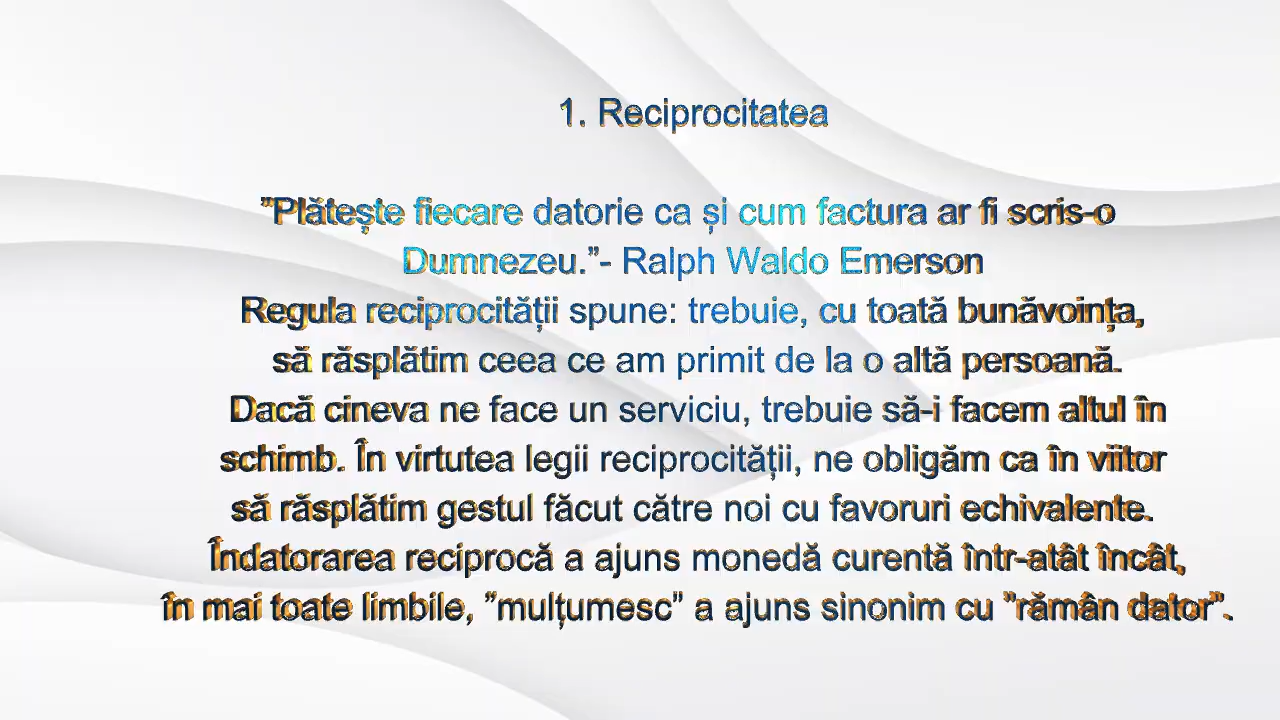 1. Reciprocitatea
”Plătește fiecare datorie ca și cum factura ar fi scris-o
Dumnezeu.”- Ralph Waldo Emerson
Regula reciprocității spune: trebuie, cu toată bunăvoința,
să răsplătim ceea ce am primit de la o altă persoană.
Dacă cineva ne face un serviciu, trebuie să-i facem altul în
schimb. În virtutea legii reciprocității, ne obligăm ca în viitor
să răsplătim gestul făcut către noi cu favoruri echivalente.
Îndatorarea reciprocă a ajuns monedă curentă într-atât încât,
în mai toate limbile, ”mulțumesc” a ajuns sinonim cu ”rămân dator”.